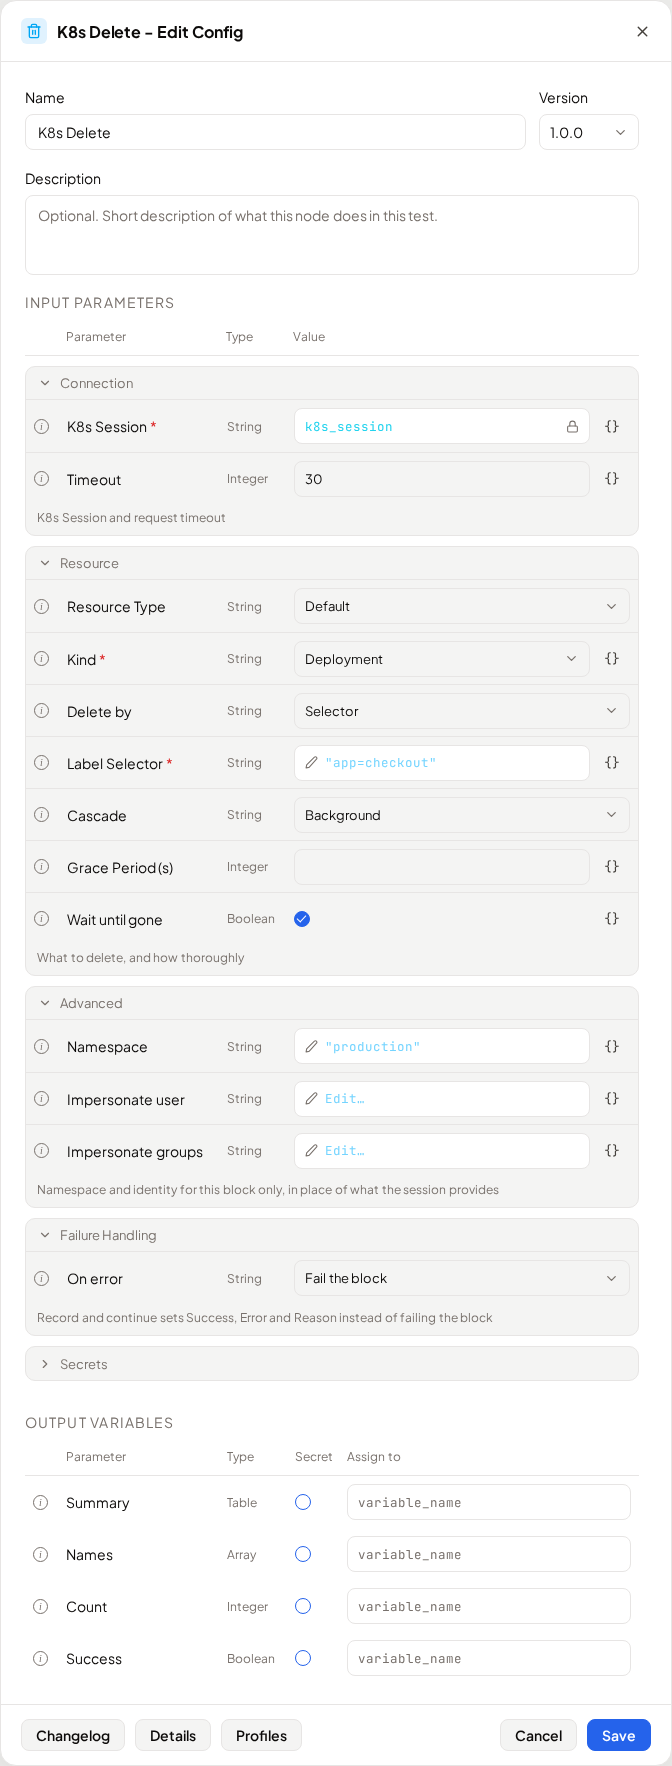 K8s Delete - Edit Config
Name
Version
K8s Delete
1.0.0
Description
Optional. Short description of what this node does in this test.
INPUT PARAMETERS
Parameter Type Value
Connection
K8s Session * String k8s_session {}
Timeout Integer 30 {}
K8s Session and request timeout
Resource
Resource Type String Default
Kind * String Deployment {}
Delete by String Selector
Label Selector * String "app=checkout" {}
Cascade String Background
Grace Period (s) Integer {}
Wait until gone Boolean {}
What to delete, and how thoroughly
Advanced
Namespace String "production" {}
Impersonate user String Edit… {}
Impersonate groups String Edit… {}
Namespace and identity for this block only, in place of what the session provides
Failure Handling
On error String Fail the block
Record and continue sets Success, Error and Reason instead of failing the block
Secrets
OUTPUT VARIABLES
Parameter Type Secret Assign to
Summary Table variable_name
Names Array variable_name
Count Integer variable_name
Success Boolean variable_name
Changelog Details Profiles Cancel Save